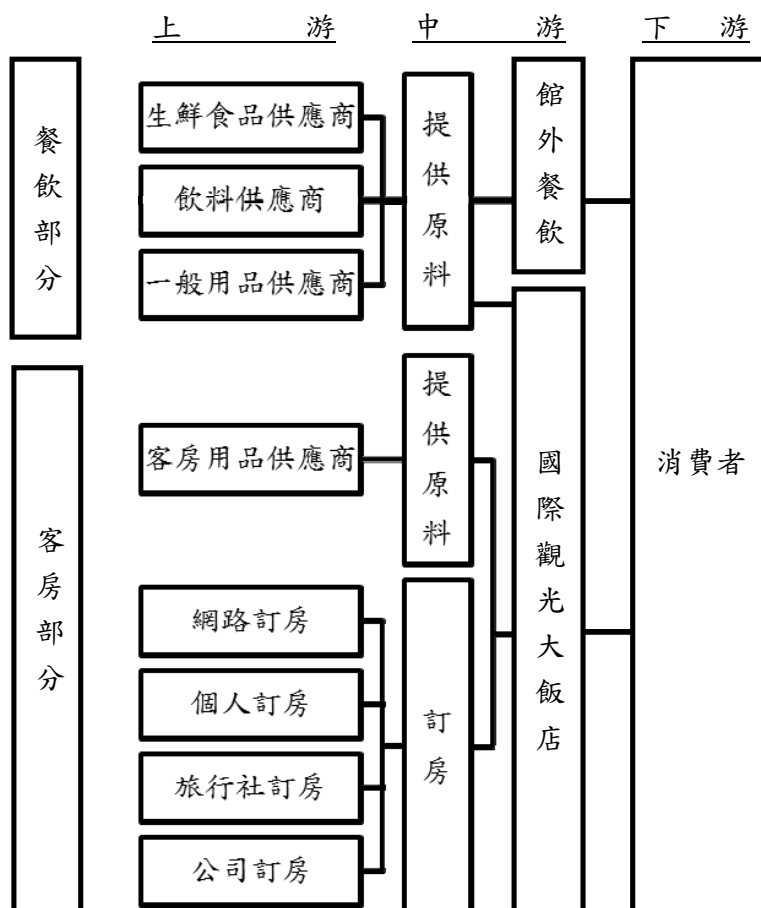 上游 中游 下游
餐飲部分
生鮮食品供應商
飲料供應商
一般用品供應商
提供原料
館外餐飲
客房部分
客房用品供應商
提供原料
網路訂房
個人訂房
旅行社訂房
公司訂房
訂房
國際觀光大飯店
消費者